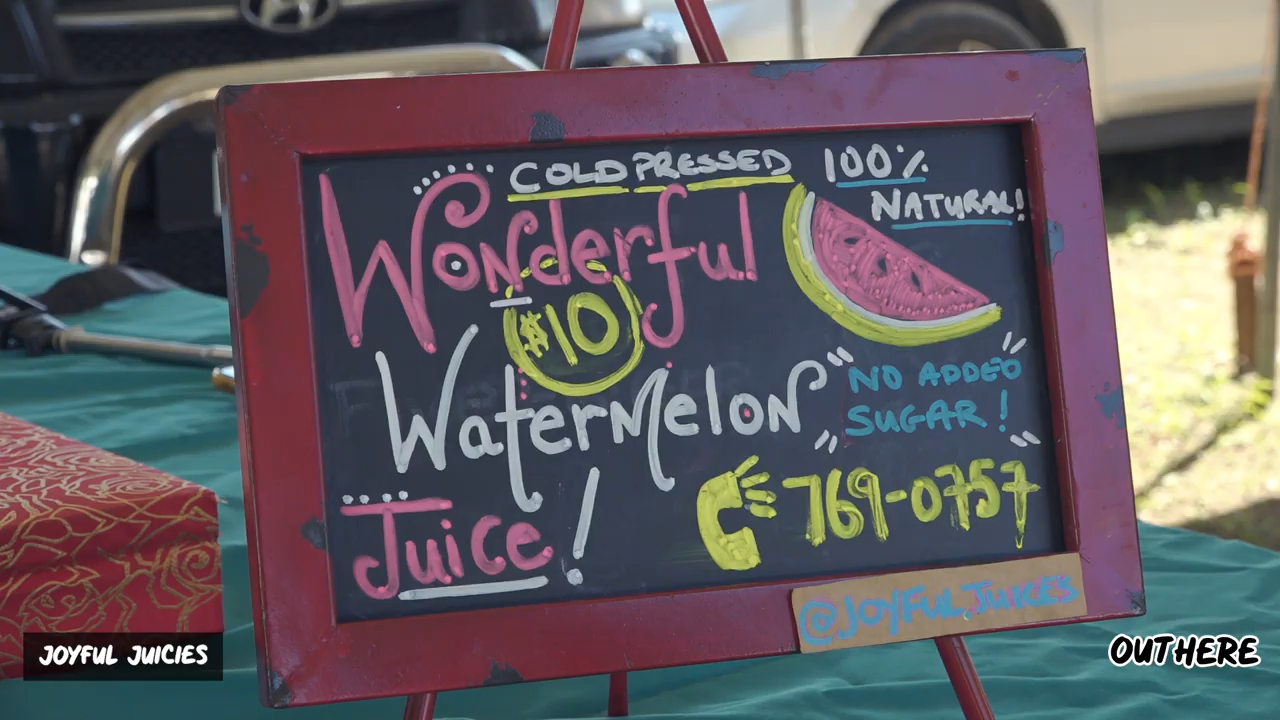 COLD PRESSED
100%
NATURAL!
Wonderful
$10
Watermelon
"NO ADDED
SUGAR!"
Juice!
769-0757
@JOYFUL.JUICES
JOYFUL JUICIES
OUTHERE